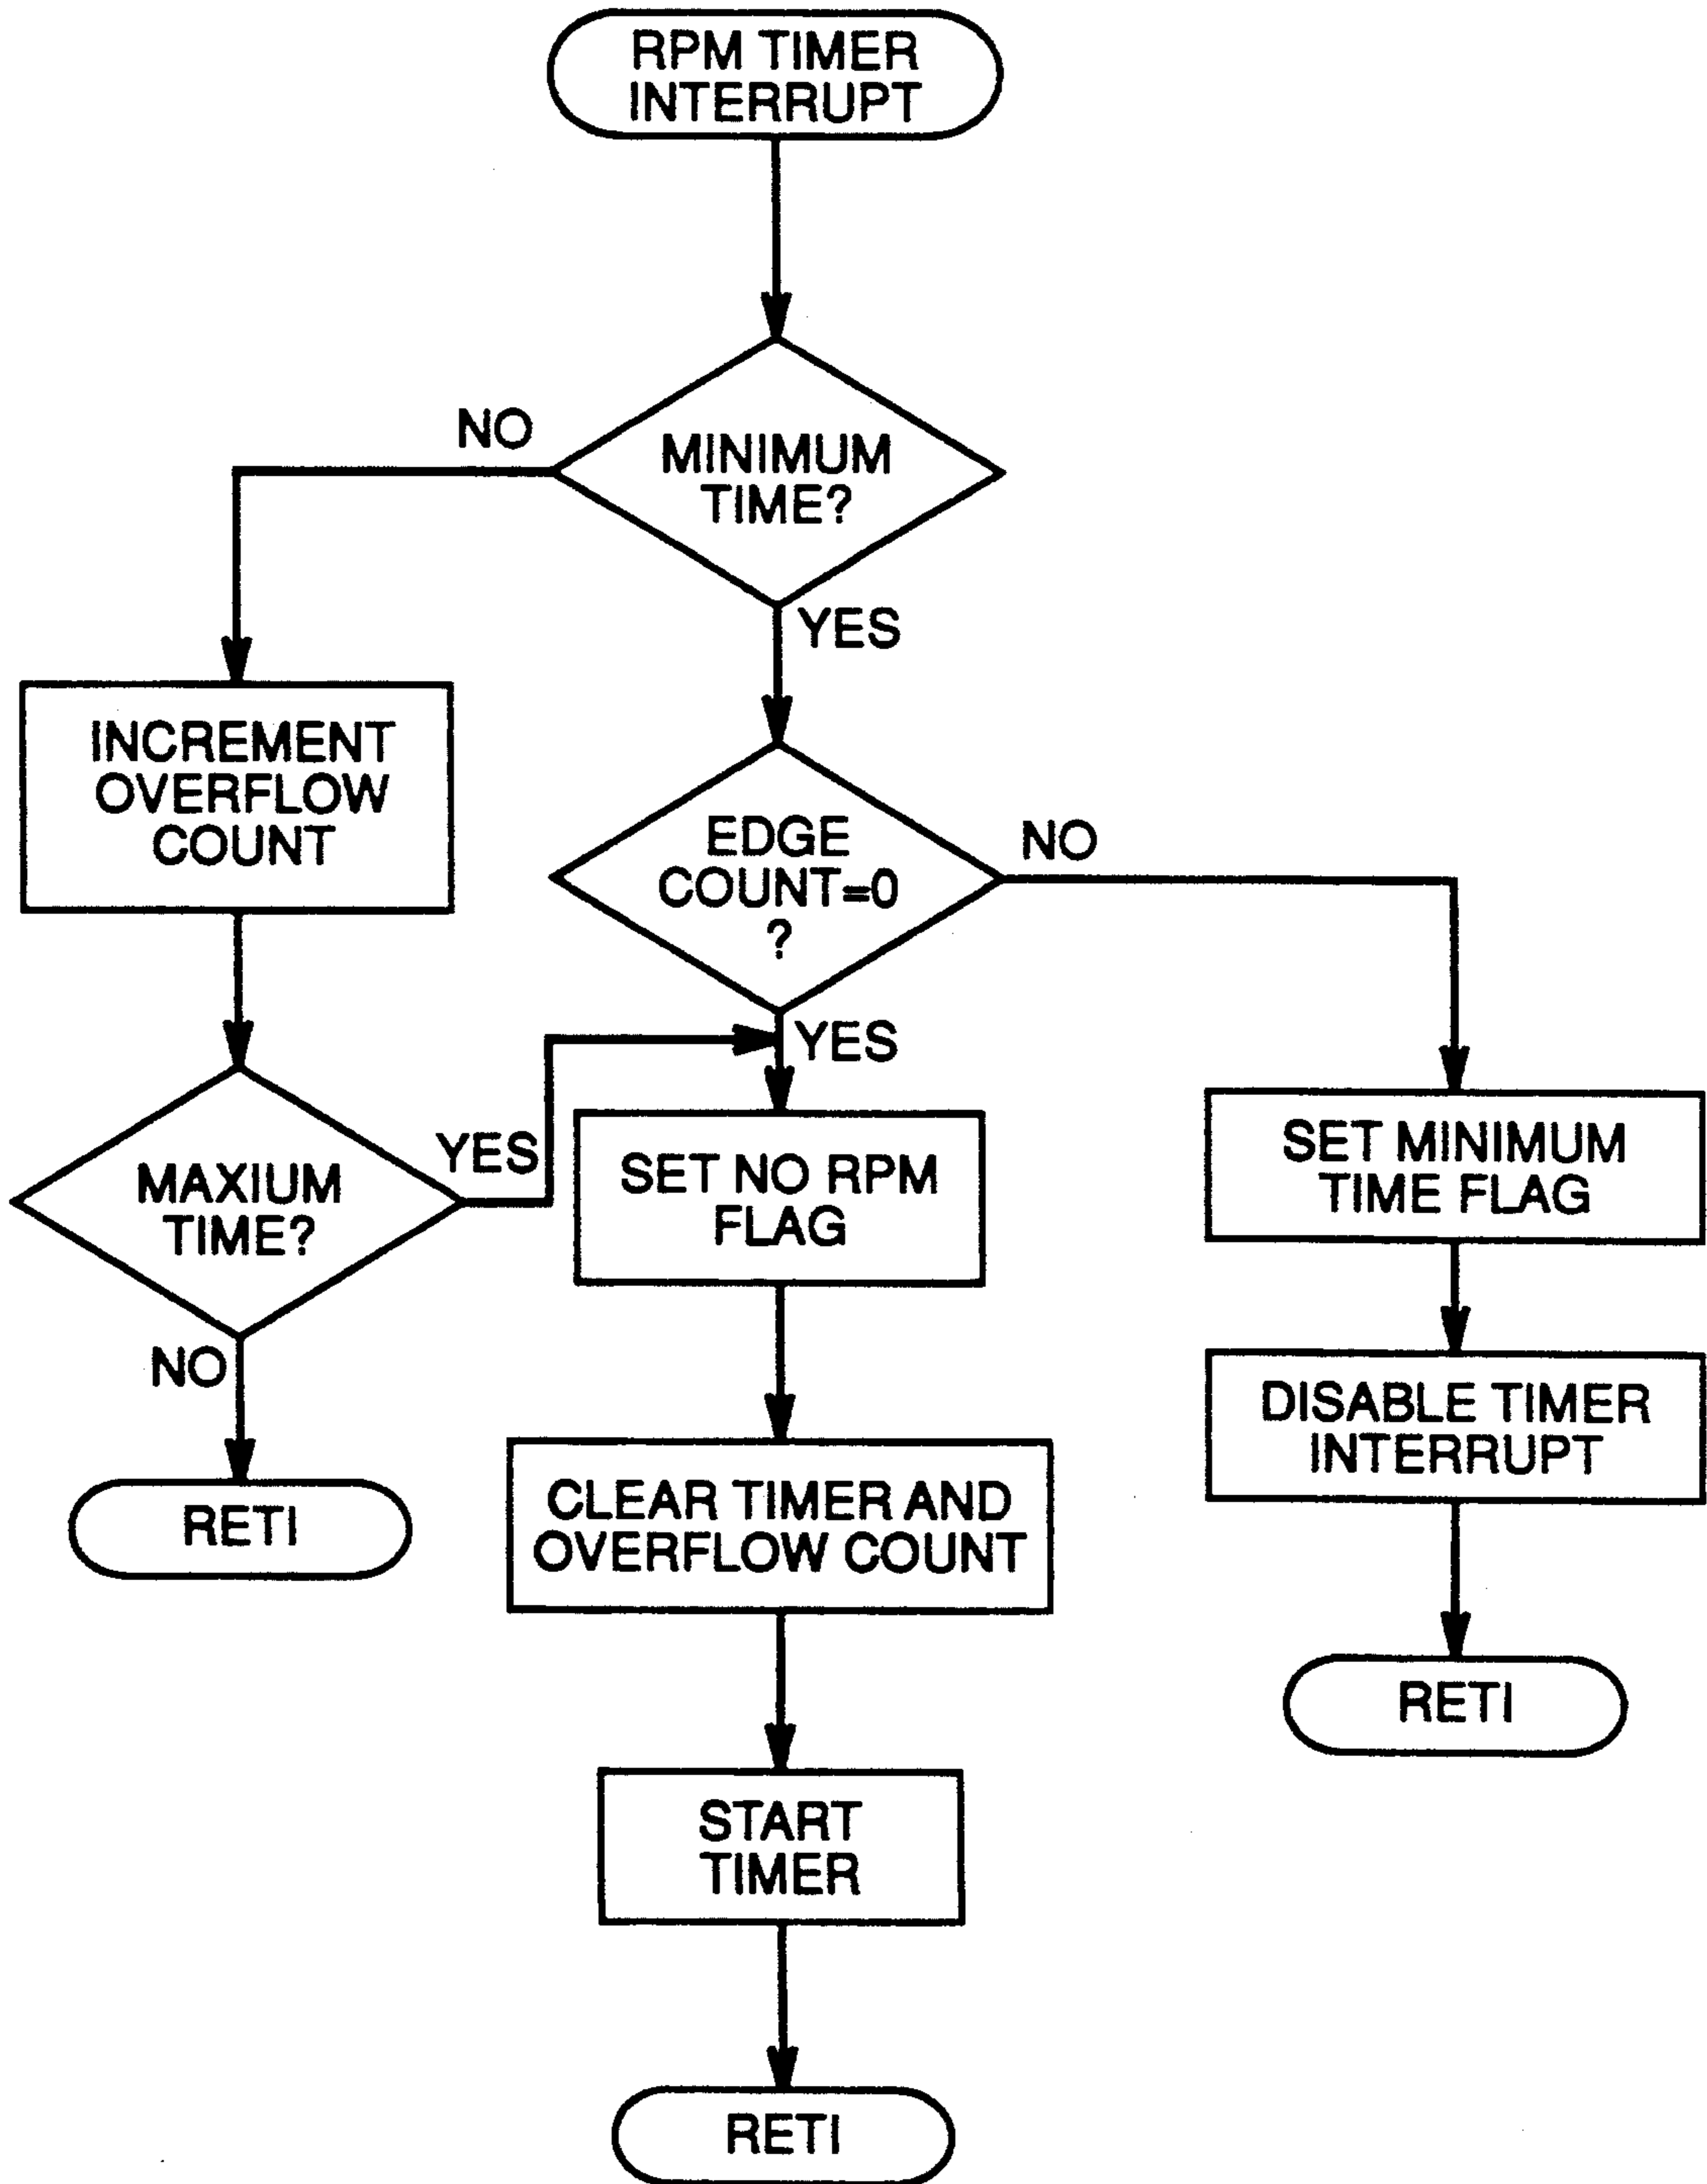 RPM TIMER
INTERRUPT
NO
MINIMUM
TIME?
YES
INCREMENT
OVERFLOW
COUNT
EDGE
COUNT=0
?
NO
YES
YES
MAXIUM
TIME?
NO
SET NO RPM
FLAG
SET MINIMUM
TIME FLAG
DISABLE TIMER
INTERRUPT
RETI
CLEAR TIMER AND
OVERFLOW COUNT
RETI
START
TIMER
RETI